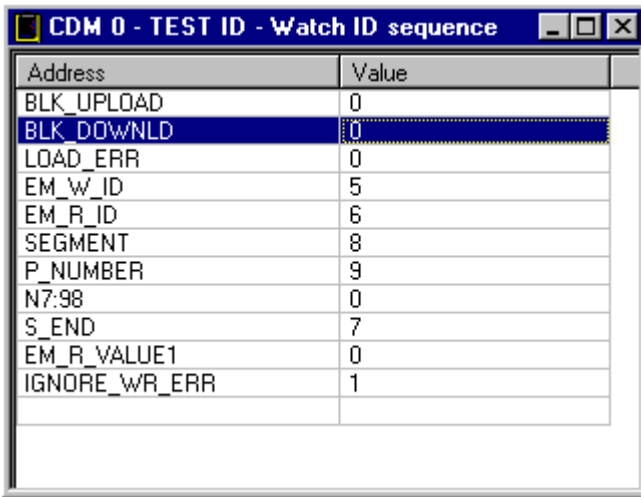 CDM 0 - TEST ID - Watch ID sequence
Address Value
BLK_UPLOAD 0
BLK_DOWNLD 0
LOAD_ERR 0
EM_W_ID 5
EM_R_ID 6
SEGMENT 8
P_NUMBER 9
N7:98 0
S_END 7
EM_R_VALUE1 0
IGNORE_WR_ERR 1